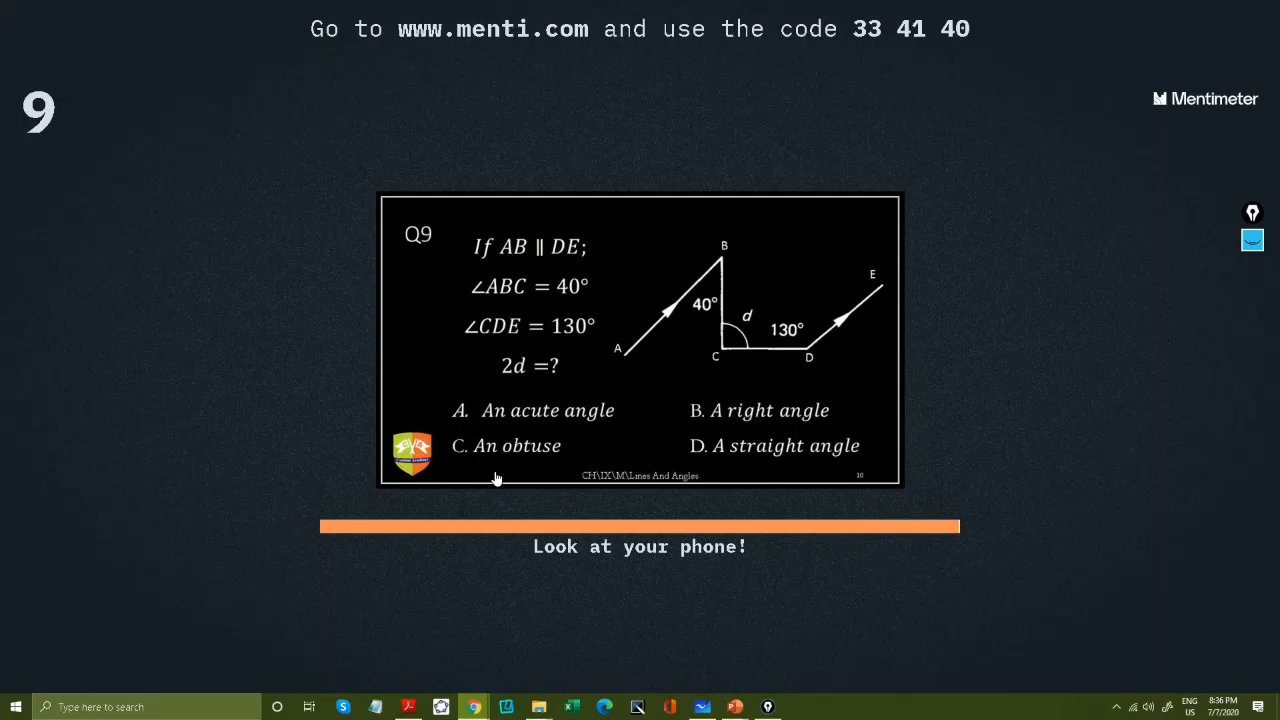 Go to www.menti.com and use the code 33 41 40
9
Mentimeter
Q9
If AB ∥ DE;
∠ABC = 40°
∠CDE = 130°
2d =?
B
E
40°
d
130°
A
C
D
A. An acute angle
B. A right angle
C. An obtuse
D. A straight angle
CH\IX\M\Lines And Angles
10
Look at your phone!
Type here to search
ENG
US
8:36 PM
7/7/2020